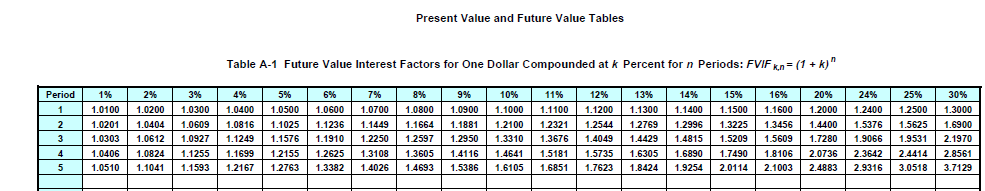 Present Value and Future Value Tables
Table A-1 Future Value Interest Factors for One Dollar Compounded at k Percent for n Periods: FVIF k,n = (1 + k) n
Period 1% 2% 3% 4% 5% 6% 7% 8% 9% 10% 11% 12% 13% 14% 15% 16% 20% 24% 25% 30%
1 1.0100 1.0200 1.0300 1.0400 1.0500 1.0600 1.0700 1.0800 1.0900 1.1000 1.1100 1.1200 1.1300 1.1400 1.1500 1.1600 1.2000 1.2400 1.2500 1.3000
2 1.0201 1.0404 1.0609 1.0816 1.1025 1.1236 1.1449 1.1664 1.1881 1.2100 1.2321 1.2544 1.2769 1.2996 1.3225 1.3456 1.4400 1.5376 1.5625 1.6900
3 1.0303 1.0612 1.0927 1.1249 1.1576 1.1910 1.2250 1.2597 1.2950 1.3310 1.3676 1.4049 1.4429 1.4815 1.5209 1.5609 1.7280 1.9066 1.9531 2.1970
4 1.0406 1.0824 1.1255 1.1699 1.2155 1.2625 1.3108 1.3605 1.4116 1.4641 1.5181 1.5735 1.6305 1.6890 1.7490 1.8106 2.0736 2.3642 2.4414 2.8561
5 1.0510 1.1041 1.1593 1.2167 1.2763 1.3382 1.4026 1.4693 1.5386 1.6105 1.6851 1.7623 1.8424 1.9254 2.0114 2.1003 2.4883 2.9316 3.0518 3.7129